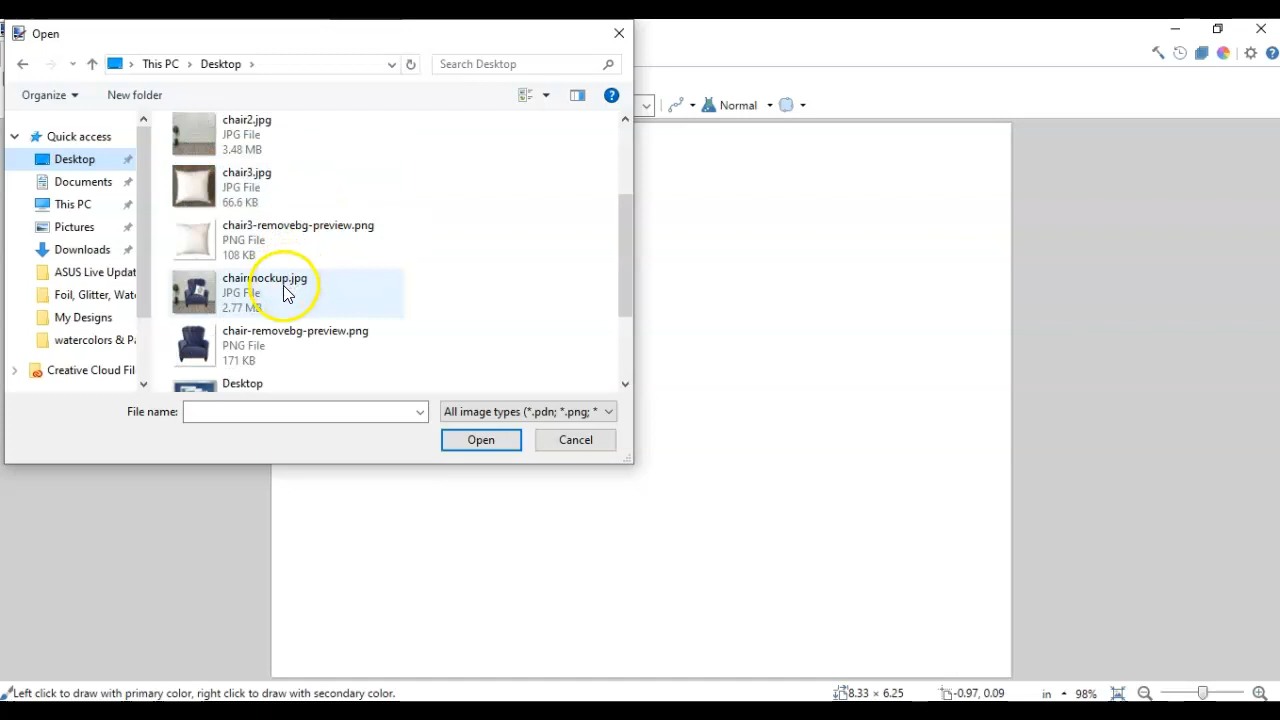 Open
This PC
Desktop
Search Desktop
Organize
New folder
Normal
Quick access
Desktop
Documents
This PC
Pictures
Downloads
ASUS Live Updat
Foil, Glitter, Wate
My Designs
watercolors & Pa
Creative Cloud Fil
chair2.jpg
JPG File
3.48 MB
chair3.jpg
JPG File
66.6 KB
chair3-removebg-preview.png
PNG File
108 KB
chairmockup.jpg
JPG File
2.77 MB
chair-removebg-preview.png
PNG File
171 KB
Desktop
File name:
All image types (*.pdn; *.png; *
Open
Cancel
Left click to draw with primary color, right click to draw with secondary color.
8.33 × 6.25
-0.97, 0.09
in
98%